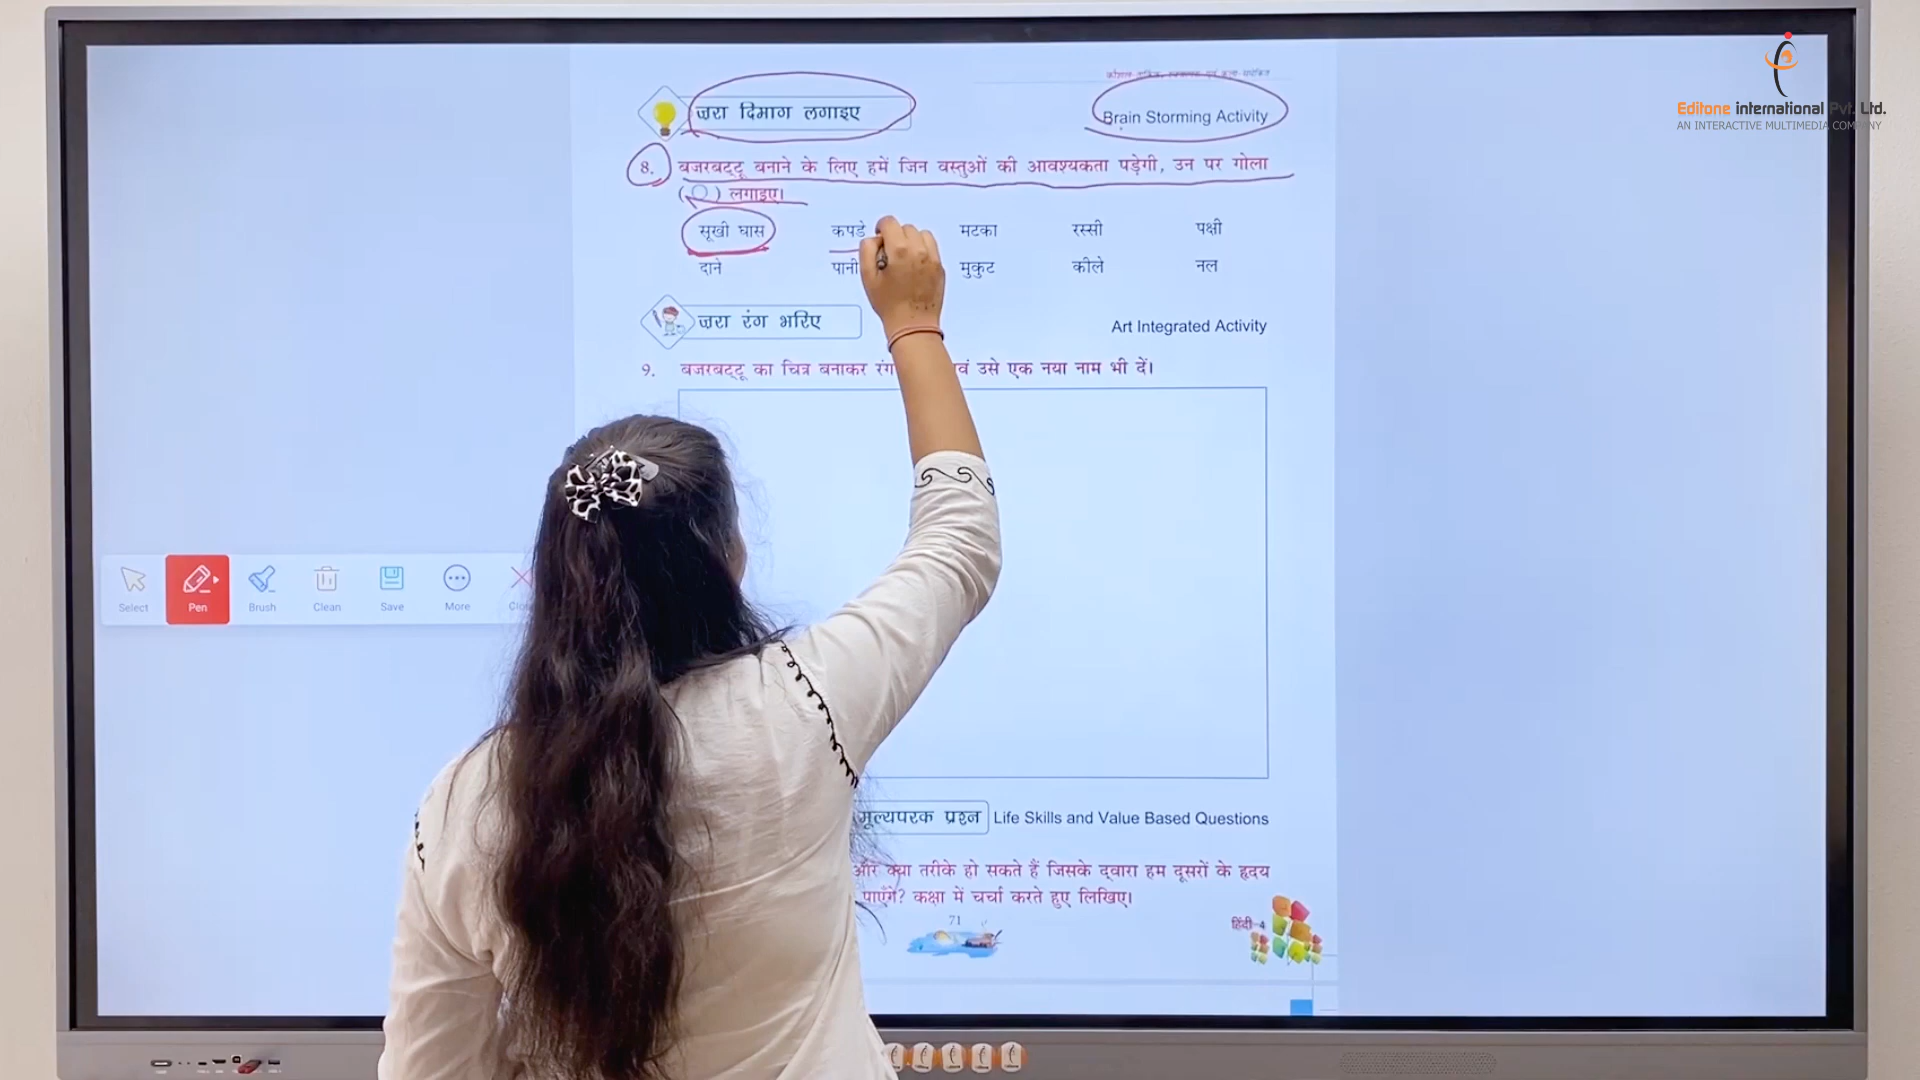 Editone international Pvt. Ltd.
AN INTERACTIVE MULTIMEDIA COMPANY
ज़रा दिमाग लगाइए
Brain Storming Activity
8. बजरबट्टू बनाने के लिए हमें जिन वस्तुओं की आवश्यकता पड़ेगी, उन पर गोला
( ) लगाइए।
सूखी घास कपड़े मटका रस्सी पक्षी
दाने पानी मुकुट कीलें नल
ज़रा रंग भरिए
Art Integrated Activity
9. बजरबट्टू का चित्र बनाकर रंग उसे एक नया नाम भी दें।
Select Pen Brush Clean Save More
मूल्यपरक प्रश्न Life Skills and Value Based Questions
और क्या तरीके हो सकते हैं जिसके द्वारा हम दूसरों के हृदय
पाएँगे? कक्षा में चर्चा करते हुए लिखिए।
71
हिंदी-4